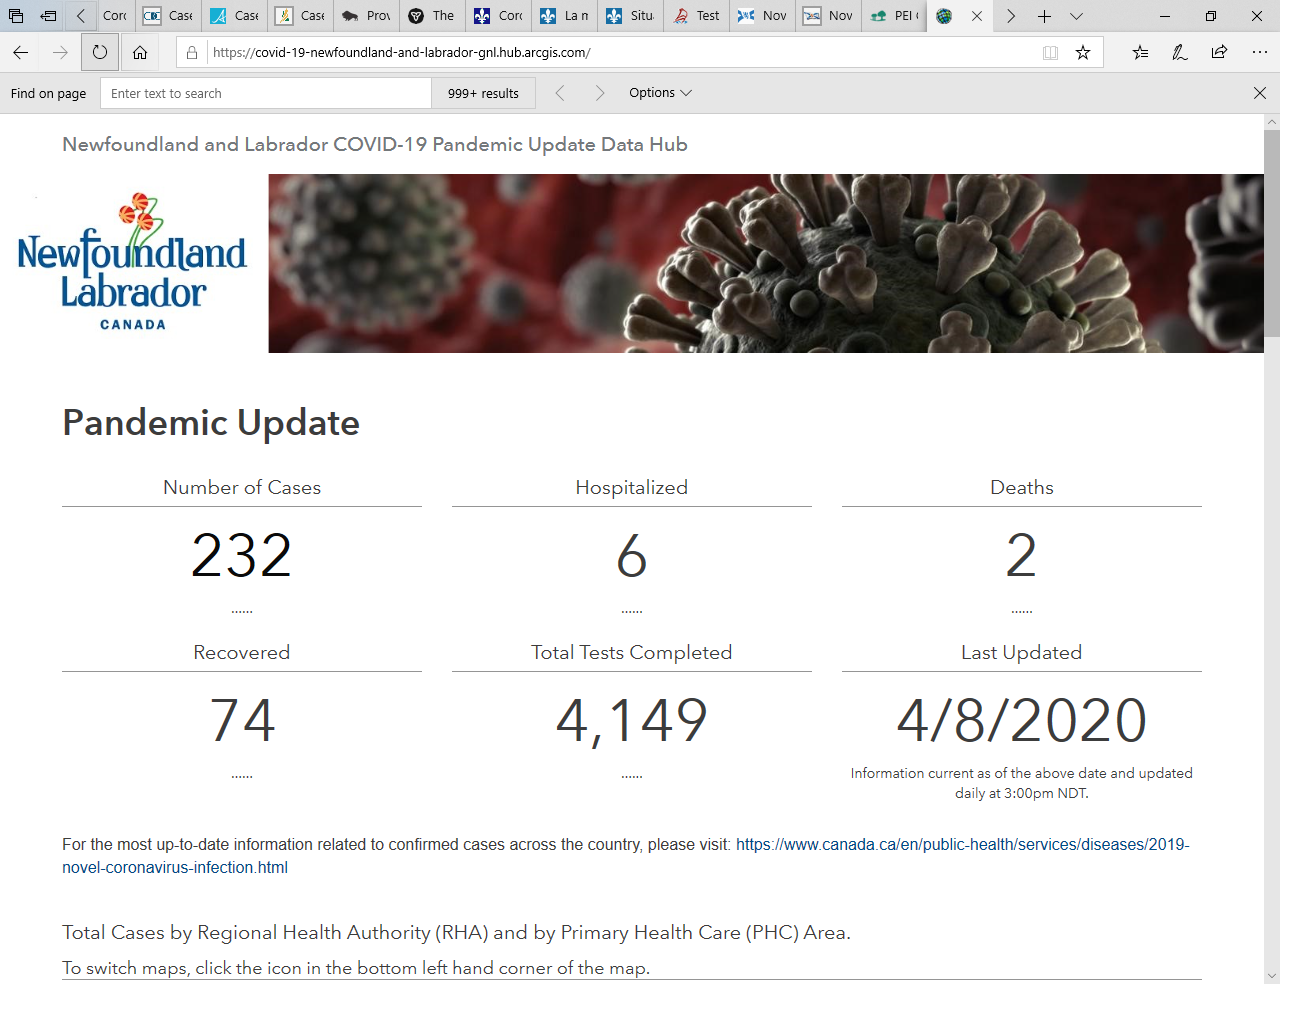 Corc
Case
Case
Case
Prov
The
Corc
La m
Situ
Test
Nov
Nov
PEI
https://covid-19-newfoundland-and-labrador-gnl.hub.arcgis.com/
Find on page
Enter text to search
999+ results
Options
Newfoundland and Labrador COVID-19 Pandemic Update Data Hub
Newfoundland
Labrador
CANADA
Pandemic Update
Number of Cases
Hospitalized
Deaths
232
6
2
......
......
......
Recovered
Total Tests Completed
Last Updated
74
4,149
4/8/2020
......
......
Information current as of the above date and updated
daily at 3:00pm NDT.
For the most up-to-date information related to confirmed cases across the country, please visit: https://www.canada.ca/en/public-health/services/diseases/2019-
novel-coronavirus-infection.html
Total Cases by Regional Health Authority (RHA) and by Primary Health Care (PHC) Area.
To switch maps, click the icon in the bottom left hand corner of the map.